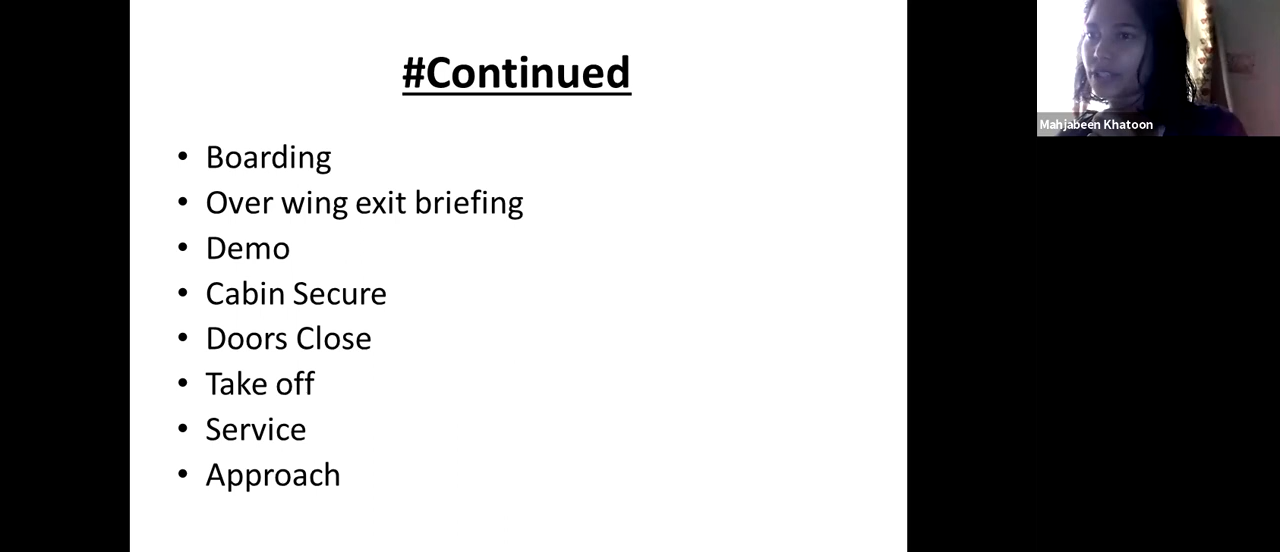 #Continued
• Boarding
• Over wing exit briefing
• Demo
• Cabin Secure
• Doors Close
• Take off
• Service
• Approach
Mahjabeen Khatoon